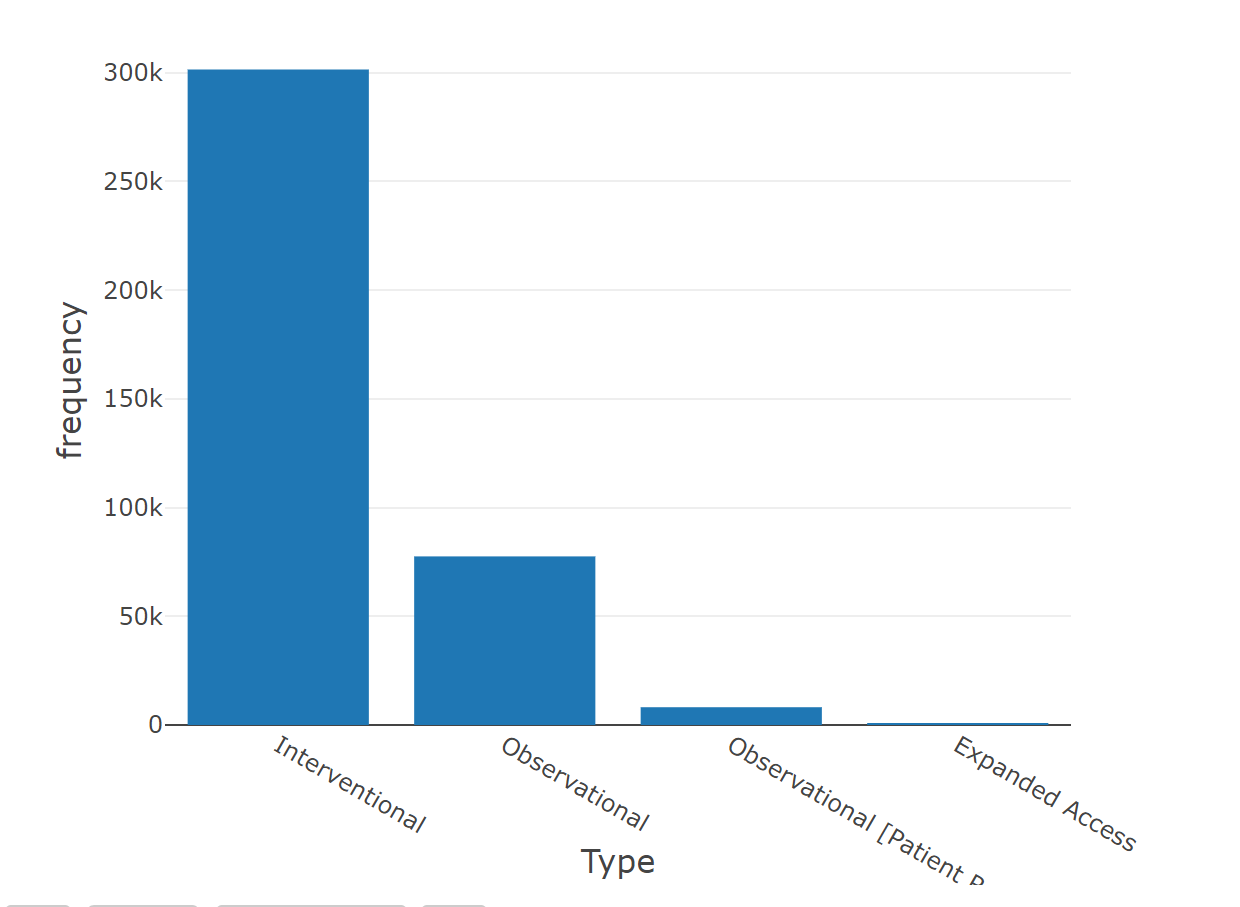 300k
250k
200k
150k
100k
50k
0
frequency
Interventional
Observational
Observational [Patient
Expanded Access
Type